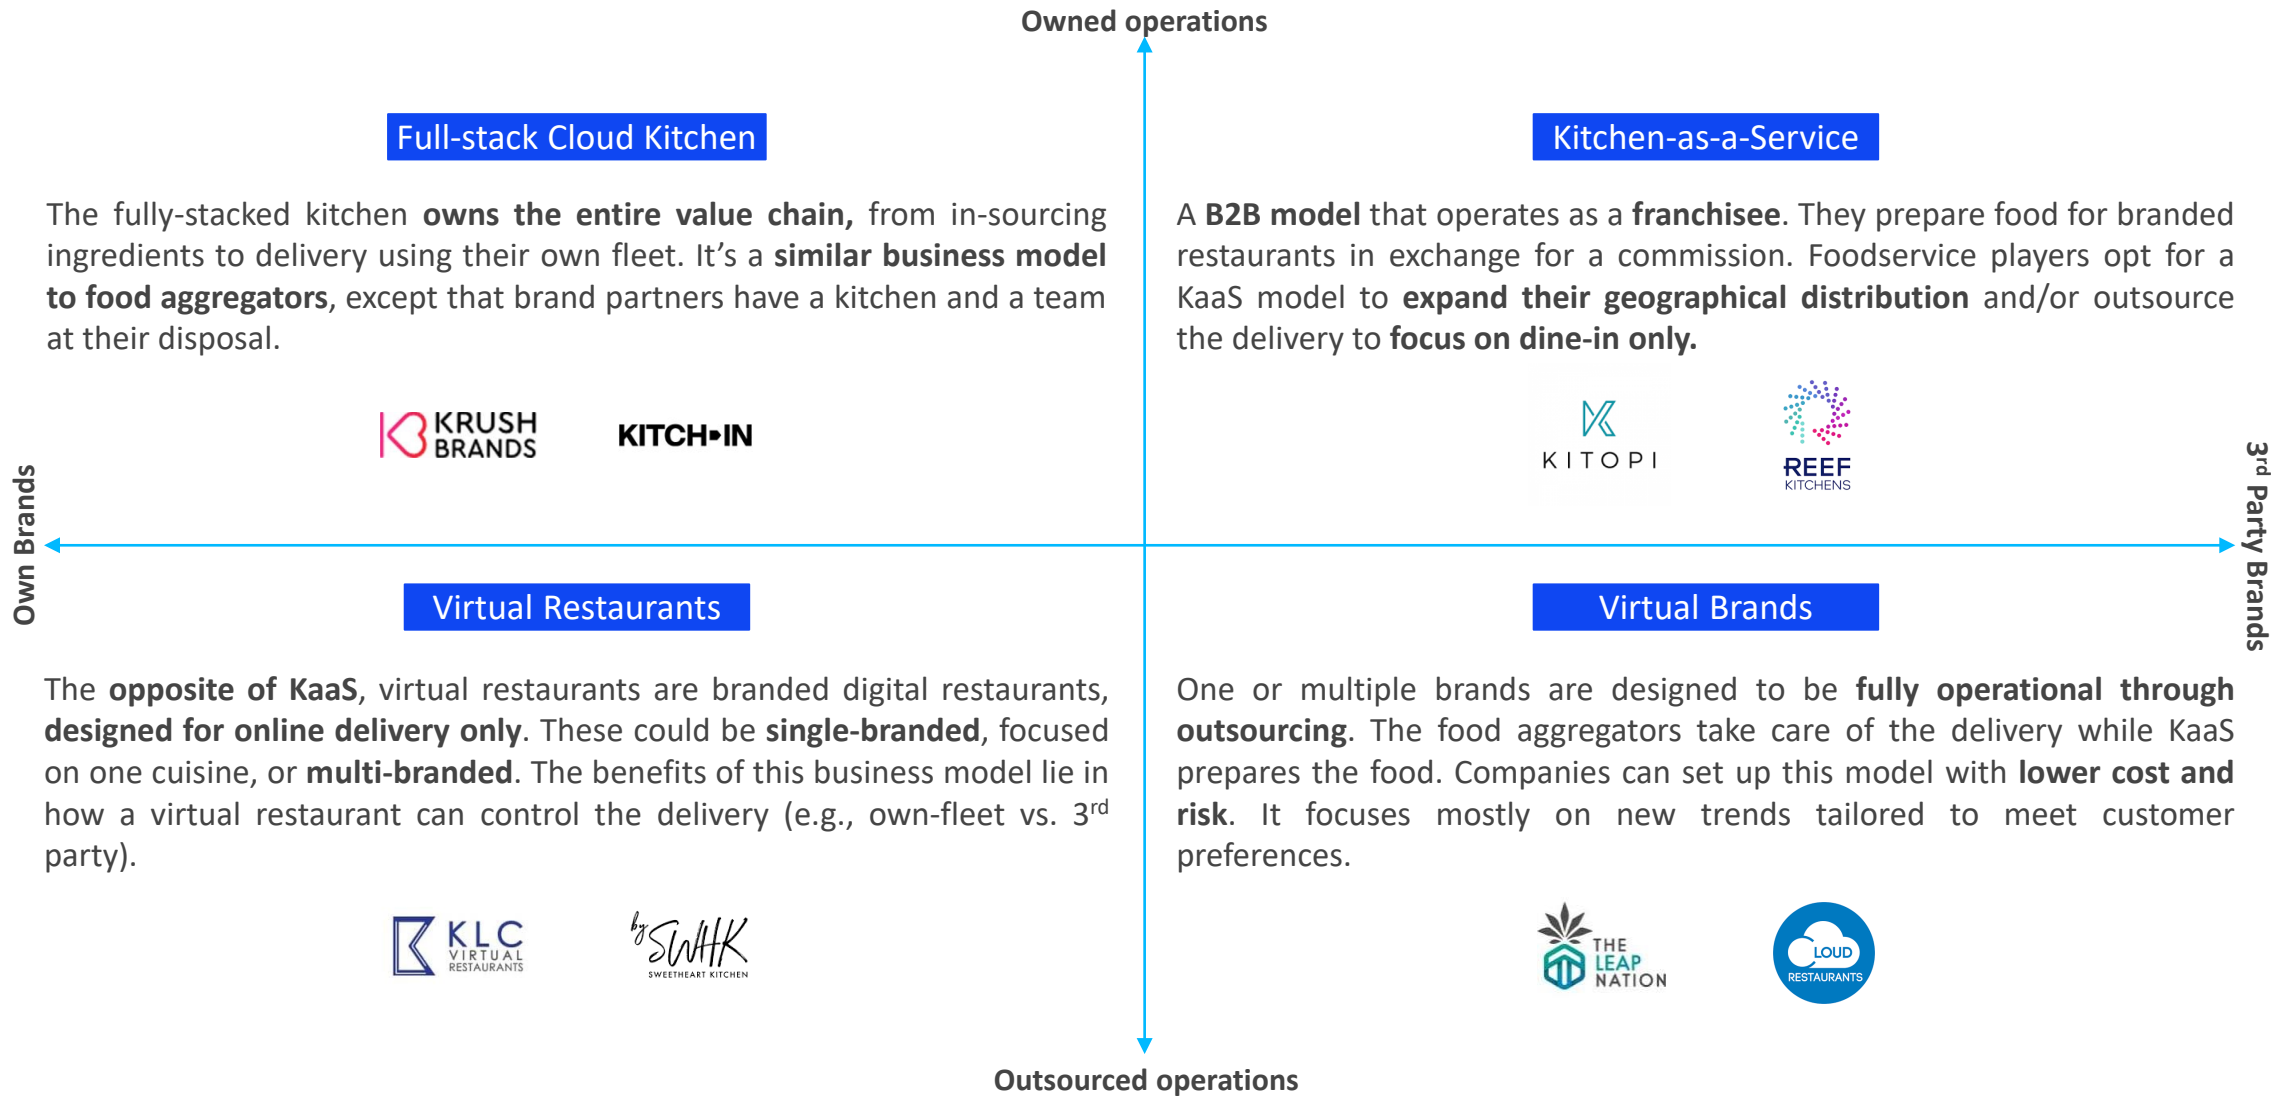 Owned operations
Full-stack Cloud Kitchen
The fully-stacked kitchen owns the entire value chain, from in-sourcing
ingredients to delivery using their own fleet. It’s a similar business model
to food aggregators, except that brand partners have a kitchen and a team
at their disposal.
KRUSH
BRANDS
KITCH-IN
Kitchen-as-a-Service
A B2B model that operates as a franchisee. They prepare food for branded
restaurants in exchange for a commission. Foodservice players opt for a
KaaS model to expand their geographical distribution and/or outsource
the delivery to focus on dine-in only.
KITOPI
REEF
KITCHENS
Own Brands
3rd Party Brands
Virtual Restaurants
The opposite of KaaS, virtual restaurants are branded digital restaurants,
designed for online delivery only. These could be single-branded, focused
on one cuisine, or multi-branded. The benefits of this business model lie in
how a virtual restaurant can control the delivery (e.g., own-fleet vs. 3rd
party).
KLC
VIRTUAL
RESTAURANTS
by SWHK
SWEETHEART KITCHEN
Virtual Brands
One or multiple brands are designed to be fully operational through
outsourcing. The food aggregators take care of the delivery while KaaS
prepares the food. Companies can set up this model with lower cost and
risk. It focuses mostly on new trends tailored to meet customer
preferences.
THE
LEAP
NATION
CLOUD
RESTAURANTS
Outsourced operations